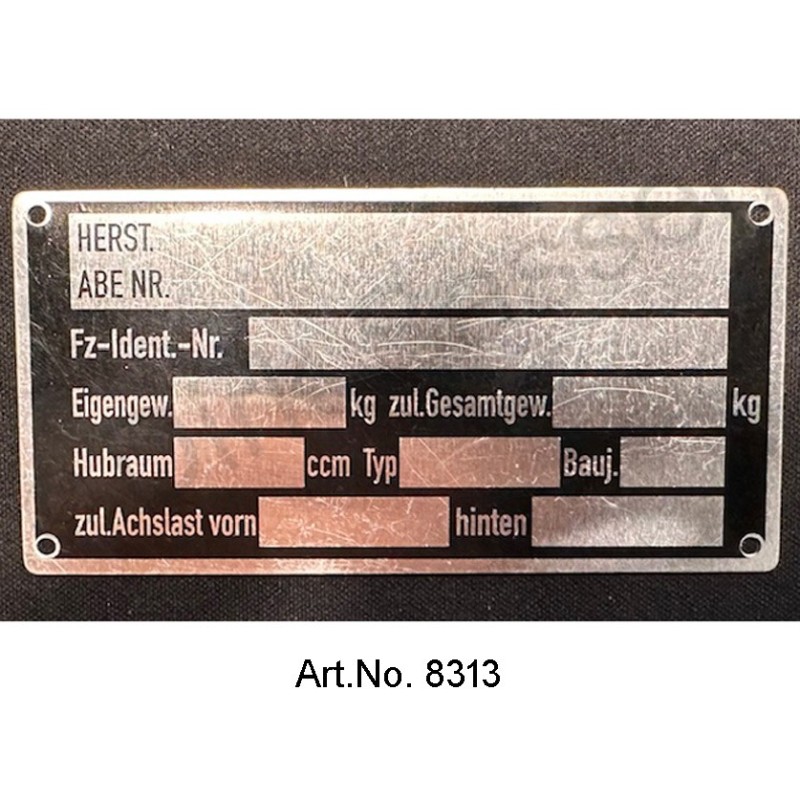 HERST.
ABE NR.
Fz-Ident.-Nr.
Eigengew. kg zul.Gesamtgew. kg
Hubraum ccm Typ Bauj.
zul.Achslast vorn hinten
Art.No. 8313